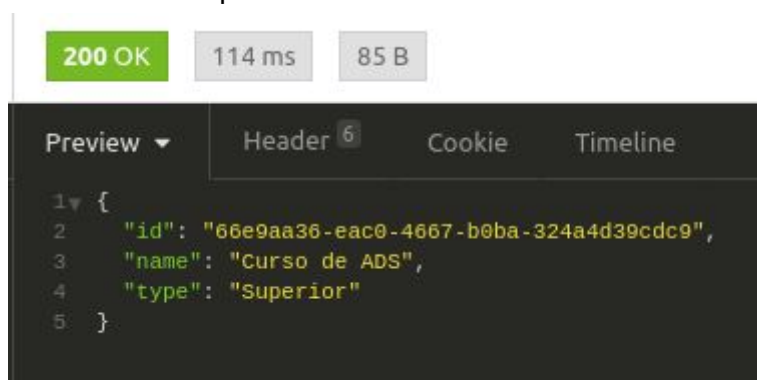 200 OK 114 ms 85 B
Preview Header 6 Cookie Timeline
1 {
2 "id": "66e9aa36-eac0-4667-b0ba-324a4d39cdc9",
3 "name": "Curso de ADS",
4 "type": "Superior"
5 }